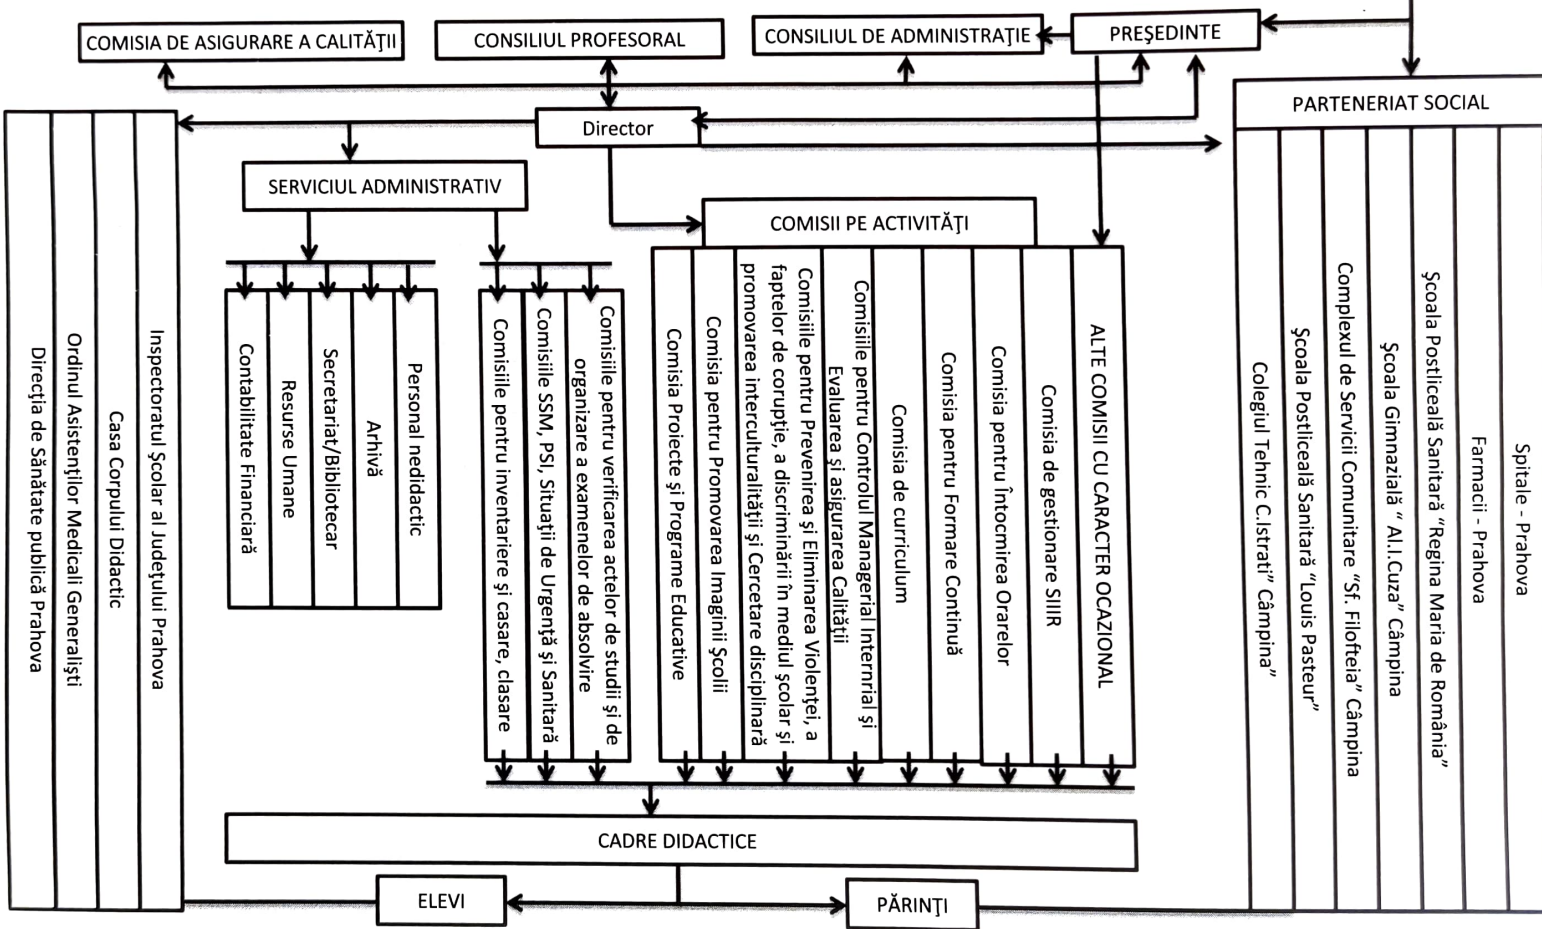 COMISIA DE ASIGURARE A CALITĂŢII
CONSILIUL PROFESORAL
CONSILIUL DE ADMINISTRAŢIE
PREŞEDINTE
Director
PARTENERIAT SOCIAL
SERVICIUL ADMINISTRATIV
COMISII PE ACTIVITĂŢI
Inspectoratul Şcolar al Judeţului Prahova
Casa Corpului Didactic
Ordinul Asistenţilor Medicali Generalişti
Direcţia de Sănătate publică Prahova
Personal nedidactic
Arhivă
Secretariat/Bibliotecar
Resurse Umane
Contabilitate Financiară
Comisiile pentru verificarea actelor de studii şi de
organizare a examenelor de absolvire
Comisiile SSM, PSI, Situaţii de Urgenţă şi Sanitară
Comisiile pentru inventariere şi casare, clasare
ALTE COMISII CU CARACTER OCAZIONAL
Comisia de gestionare SIIIR
Comisia pentru Întocmirea Orarelor
Comisia pentru Formare Continuă
Comisia de curriculum
Comisiile pentru Controlul Managerial Internrial şi
Evaluarea şi asigurarea Calităţii
Comisiile pentru Prevenirea şi Eliminarea Violenţei, a
faptelor de corupţie, a discriminării în mediul şcolar şi
promovarea interculturalităţii şi Cercetare disciplinară
Comisia pentru Promovarea Imaginii Şcolii
Comisia Proiecte şi Programe Educative
Spitale - Prahova
Farmacii - Prahova
Şcoala Postliceală Sanitară “Regina Maria de România”
Şcoala Gimnazială “ Al.I.Cuza” Câmpina
Complexul de Servicii Comunitare “Sf. Filofteia” Câmpina
Şcoala Postliceală Sanitară “Louis Pasteur”
Colegiul Tehnic C.Istrati” Câmpina”
CADRE DIDACTICE
ELEVI
PĂRINŢI